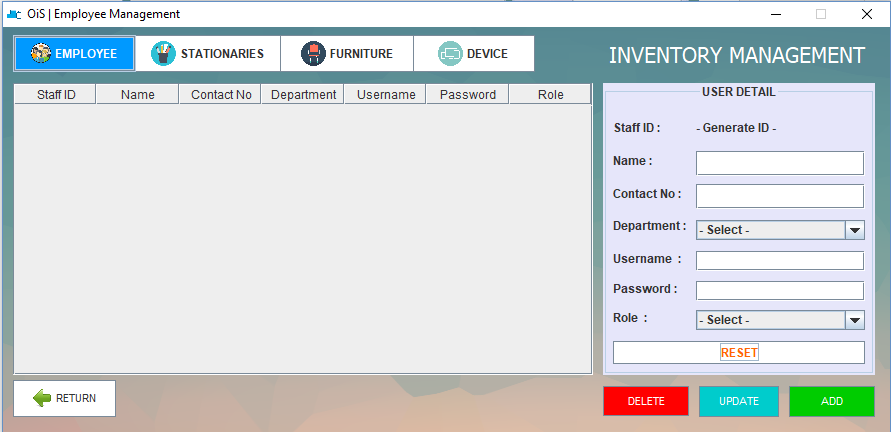 OiS | Employee Management
EMPLOYEE STATIONARIES FURNITURE DEVICE
INVENTORY MANAGEMENT
Staff ID Name Contact No Department Username Password Role
USER DETAIL
Staff ID : - Generate ID -
Name :
Contact No :
Department : - Select -
Username :
Password :
Role : - Select -
RESET
RETURN
DELETE UPDATE ADD